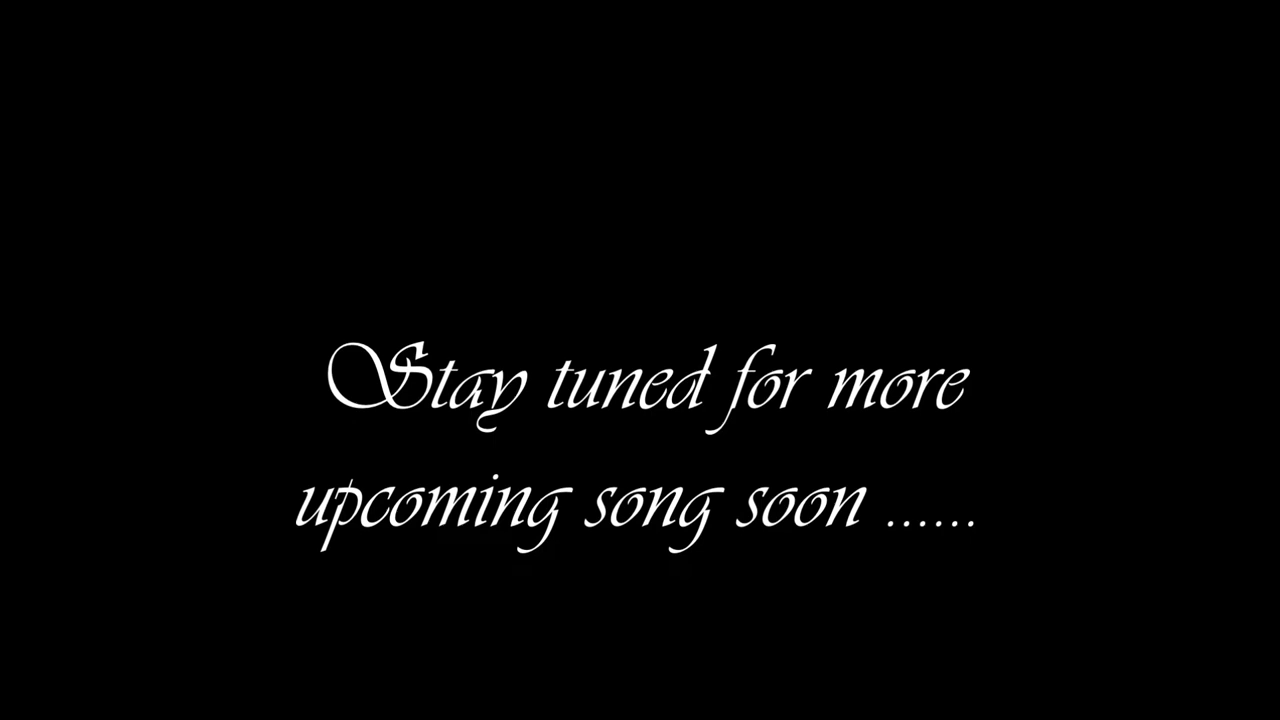 Stay tuned for more
upcoming song soon ......